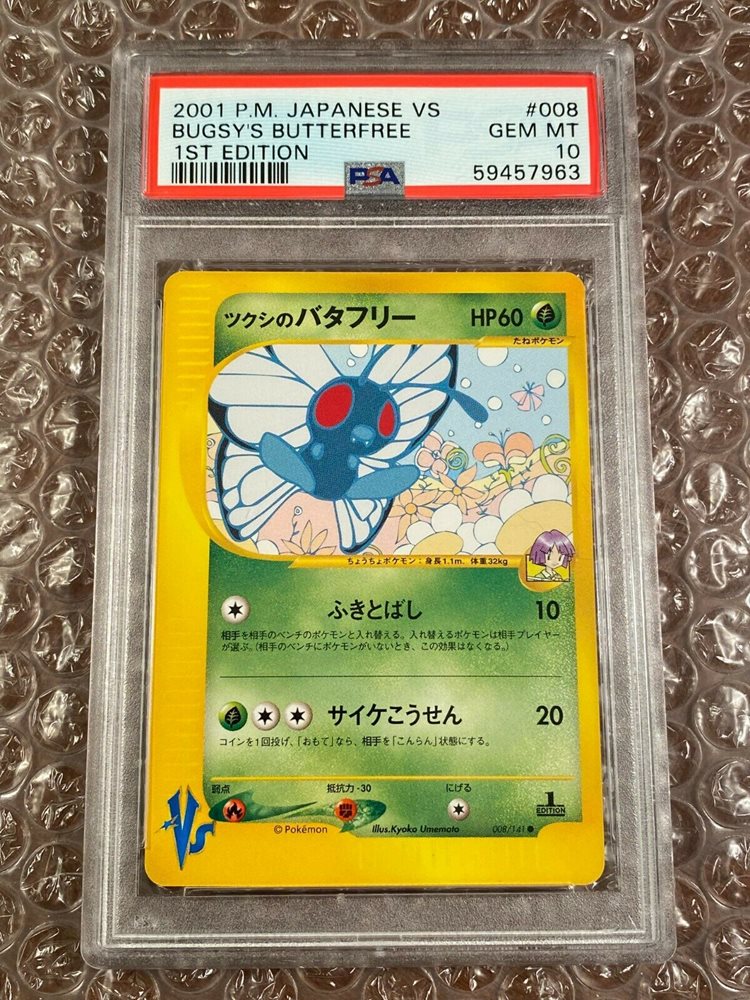 2001 P.M. JAPANESE VS #008
BUGSY'S BUTTERFREE GEM MT
1ST EDITION 10
PSA 59457963
ツクシのバタフリー HP60
たねポケモン
ちょうちょポケモン：身長1.1m. 体重32kg
ふきとばし 10
相手を相手のベンチのポケモンと入れ替える。入れ替えるポケモンは相手プレイヤー
が選ぶ。(相手のベンチにポケモンがいないとき、この効果はなくなる。)
サイケこうせん 20
コインを1回投げ、「おもて」なら、相手を「こんらん」状態にする。
弱点 抵抗力-30 にげる
1
EDITION
VS
©Pokémon Illus.Kyoko Umemoto 008/141